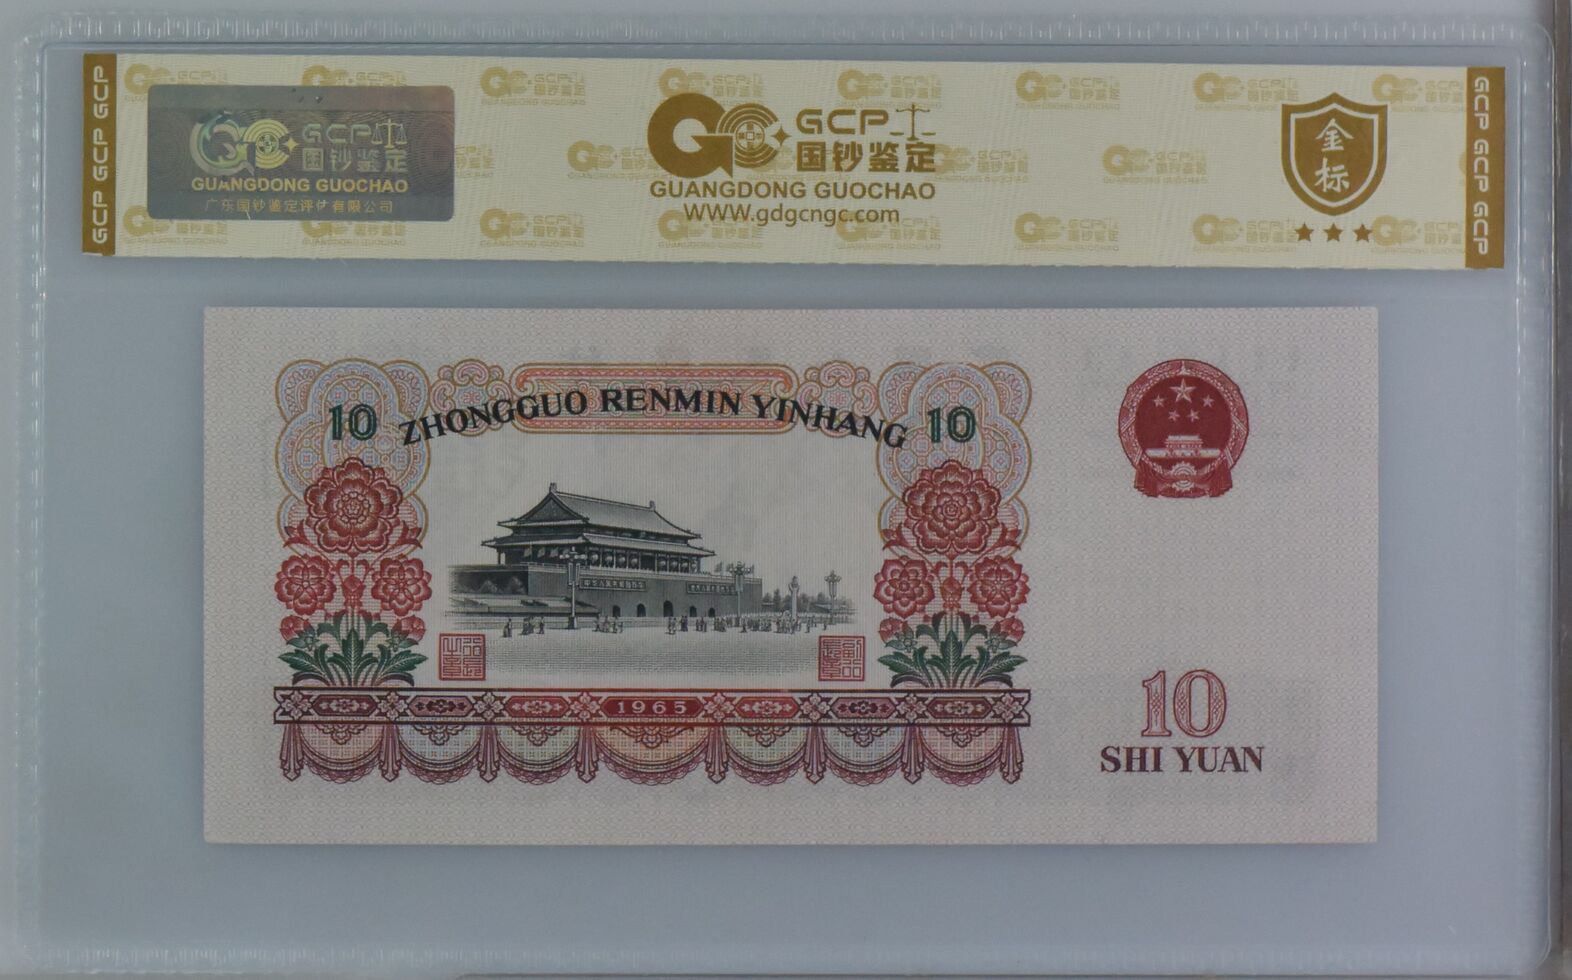 GCP GCP GCP
GCP
国钞鉴定
GUANGDONG GUOCHAO
广东国钞鉴定评估有限公司
GCP
国钞鉴定
GUANGDONG GUOCHAO
WWW.gdgcngc.com
金标
GCP GCP GCP
10 ZHONGGUO RENMIN YINHANG 10
1965
10
SHI YUAN